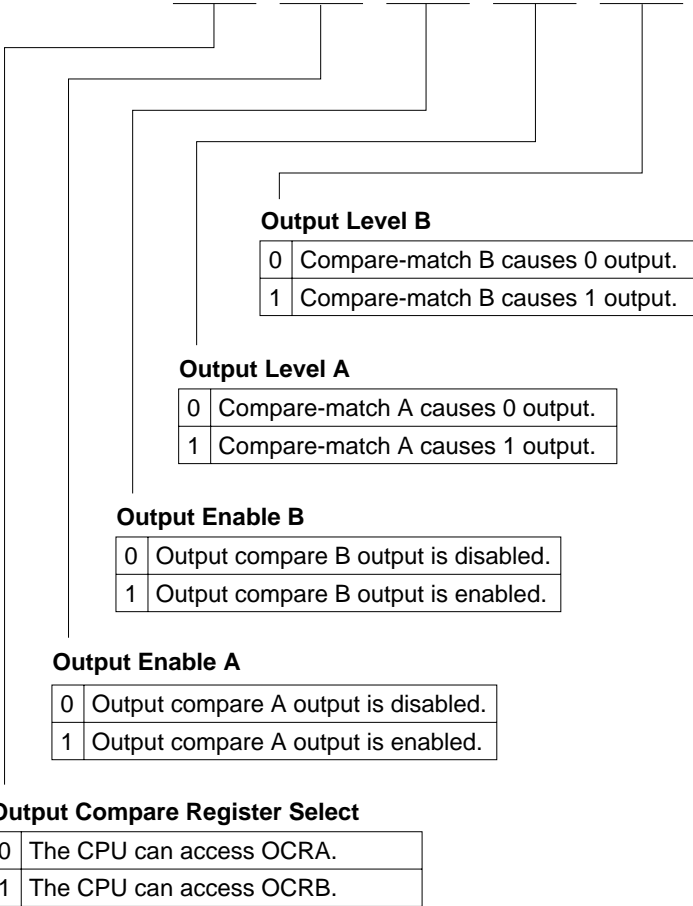 Output Level B
0 Compare-match B causes 0 output.
1 Compare-match B causes 1 output.
Output Level A
0 Compare-match A causes 0 output.
1 Compare-match A causes 1 output.
Output Enable B
0 Output compare B output is disabled.
1 Output compare B output is enabled.
Output Enable A
0 Output compare A output is disabled.
1 Output compare A output is enabled.
Output Compare Register Select
0 The CPU can access OCRA.
1 The CPU can access OCRB.